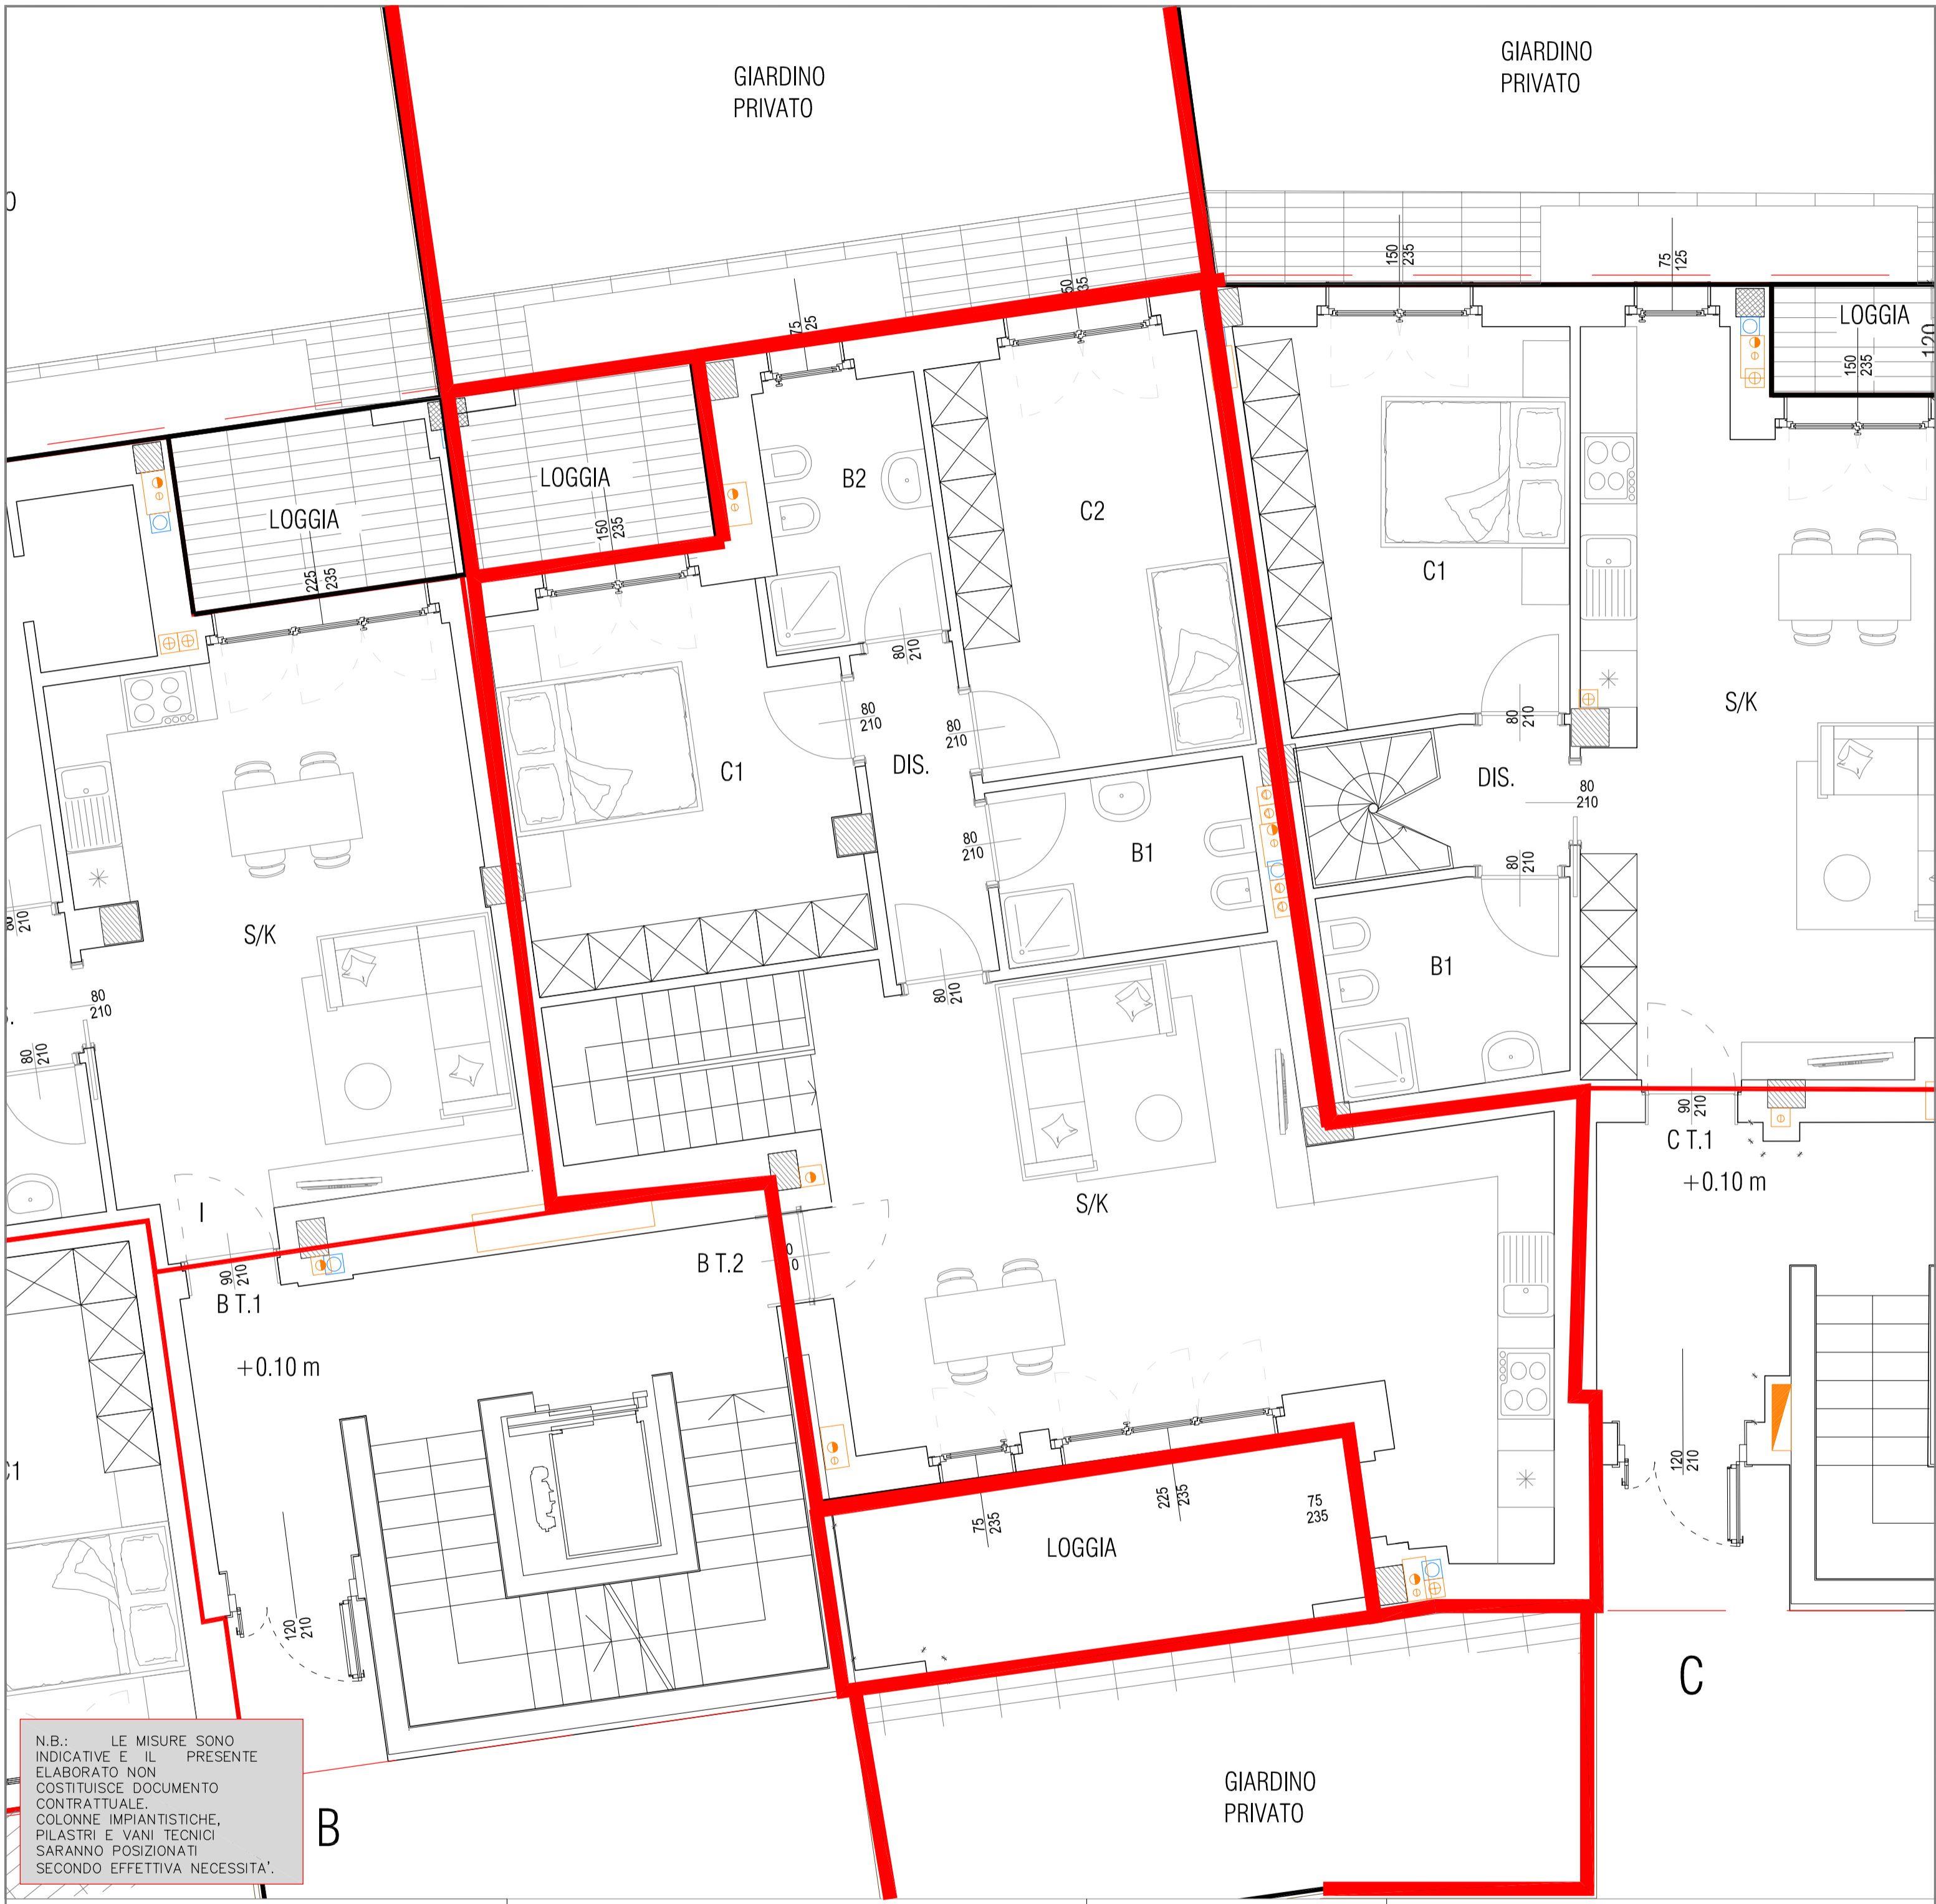 GIARDINO
PRIVATO
GIARDINO
PRIVATO
150
235
75
125
LOGGIA
120
150
235
LOGGIA
225
235
LOGGIA
150
235
B2
C2
C1
80
210
80
210
80
210
DIS.
C1
80
210
B1
80
210
S/K
80
210
DIS.
80
210
80
210
B1
S/K
80
210
80
210
80
210
S/K
90
210
C T.1
+0.10 m
I
90
210
B T.1
+0.10 m
B T.2
120
210
120
210
75
235
225
235
75
235
LOGGIA
C
GIARDINO
PRIVATO
B
N.B.: LE MISURE SONO
INDICATIVE E IL PRESENTE
ELABORATO NON
COSTITUISCE DOCUMENTO
CONTRATTUALE.
COLONNE IMPIANTISTICHE,
PILASTRI E VANI TECNICI
SARANNO POSIZIONATI
SECONDO EFFETTIVA NECESSITA'.